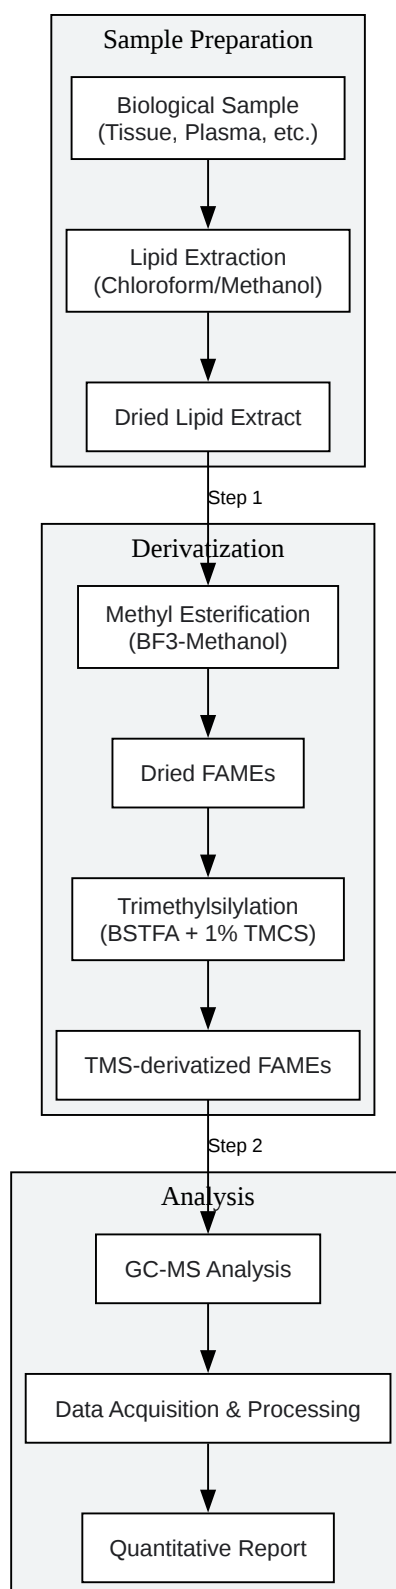 Sample Preparation
Biological Sample
(Tissue, Plasma, etc.)
Lipid Extraction
(Chloroform/Methanol)
Dried Lipid Extract
Step 1
Derivatization
Methyl Esterification
(BF3-Methanol)
Dried FAMEs
Trimethylsilylation
(BSTFA + 1% TMCS)
TMS-derivatized FAMEs
Step 2
Analysis
GC-MS Analysis
Data Acquisition & Processing
Quantitative Report